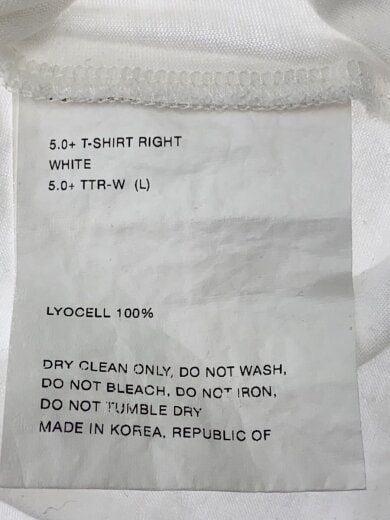 5.0+ T-SHIRT RIGHT
WHITE
5.0+ TTR-W (L)
LYOCELL 100%
DRY CLEAN ONLY, DO NOT WASH,
DO NOT BLEACH, DO NOT IRON,
DO NOT TUMBLE DRY
MADE IN KOREA, REPUBLIC OF